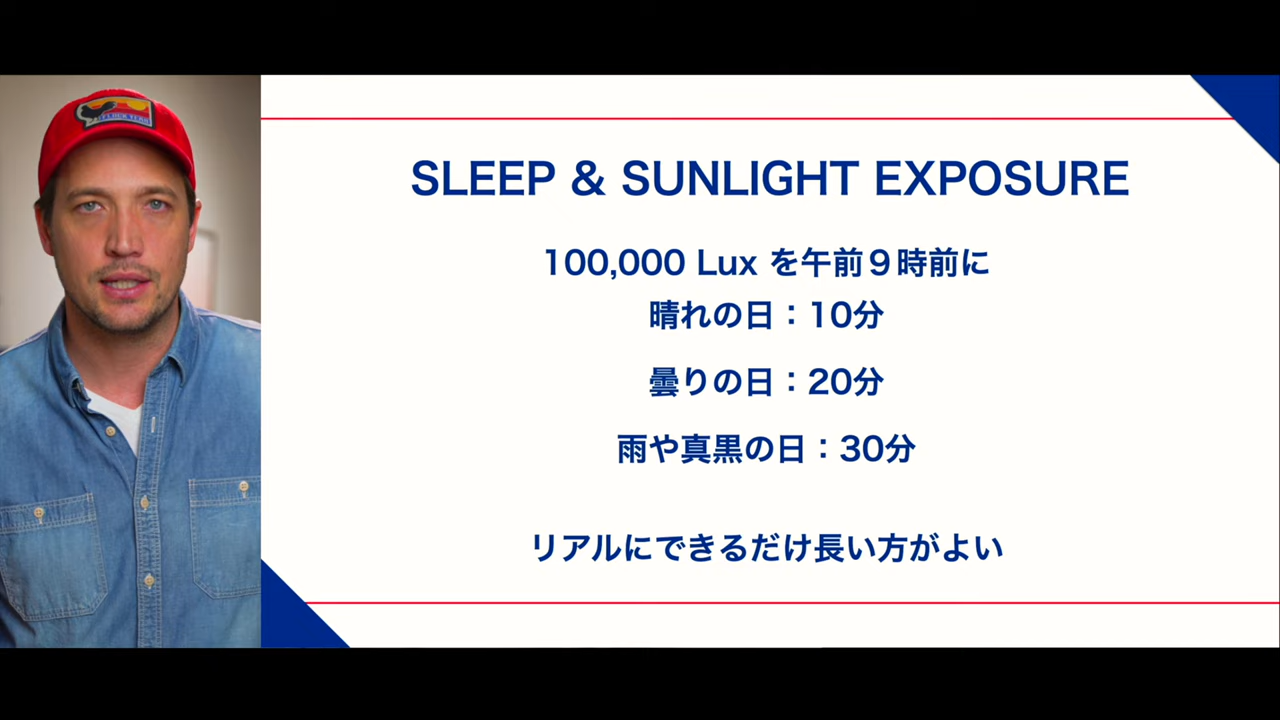 SLEEP & SUNLIGHT EXPOSURE
100,000 Lux を午前９時前に
晴れの日：10分
曇りの日：20分
雨や真黒の日：30分
リアルにできるだけ長い方がよい